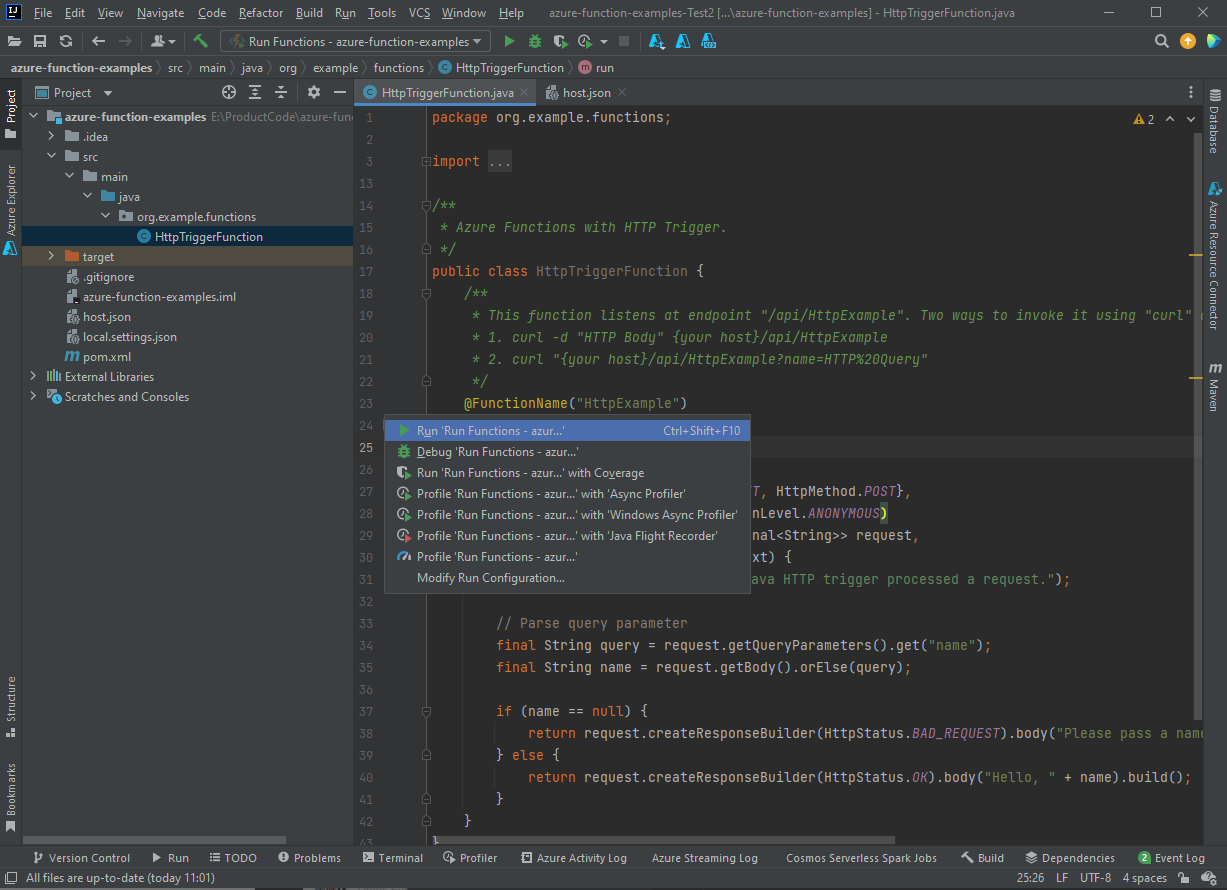 File Edit View Navigate Code Refactor Build Run Tools VCS Window Help azure-function-examples-Test2 [...\azure-function-examples] - HttpTriggerFunction.java
Run Functions - azure-function-examples
azure-function-examples src main java org example functions C HttpTriggerFunction m run
Project
HttpTriggerFunction.java
host.json
Project
Azure Explorer
Structure
Bookmarks
azure-function-examples E:\ProductCode\azure-fun
.idea
src
main
java
org.example.functions
HttpTriggerFunction
target
.gitignore
azure-function-examples.iml
host.json
local.settings.json
pom.xml
External Libraries
Scratches and Consoles
2
1 package org.example.functions;
2
3 import ...
13
14 /**
15 * Azure Functions with HTTP Trigger.
16 */
17 public class HttpTriggerFunction {
18 /**
19 * This function listens at endpoint "/api/HttpExample". Two ways to invoke it using "curl"
20 * 1. curl -d "HTTP Body" {your host}/api/HttpExample
21 * 2. curl "{your host}/api/HttpExample?name=HTTP%20Query"
22 */
23 @FunctionName("HttpExample")
24
25
26
27 T, HttpMethod.POST},
28 nLevel.ANONYMOUS)
29 nal<String>> request,
30 xt) {
31 ava HTTP trigger processed a request.");
32
33 // Parse query parameter
34 final String query = request.getQueryParameters().get("name");
35 final String name = request.getBody().orElse(query);
36
37 if (name == null) {
38 return request.createResponseBuilder(HttpStatus.BAD_REQUEST).body("Please pass a name
39 } else {
40 return request.createResponseBuilder(HttpStatus.OK).body("Hello, " + name).build();
41 }
42 }
43 }
Run 'Run Functions - azur...' Ctrl+Shift+F10
Debug 'Run Functions - azur...'
Run 'Run Functions - azur...' with Coverage
Profile 'Run Functions - azur...' with 'Async Profiler'
Profile 'Run Functions - azur...' with 'Windows Async Profiler'
Profile 'Run Functions - azur...' with 'Java Flight Recorder'
Profile 'Run Functions - azur...'
Modify Run Configuration...
Database
Azure Resource Connector
Maven
Version Control Run TODO Problems Terminal Profiler Azure Activity Log Azure Streaming Log Cosmos Serverless Spark Jobs Build Dependencies 2 Event Log
All files are up-to-date (today 11:01) 25:26 LF UTF-8 4 spaces